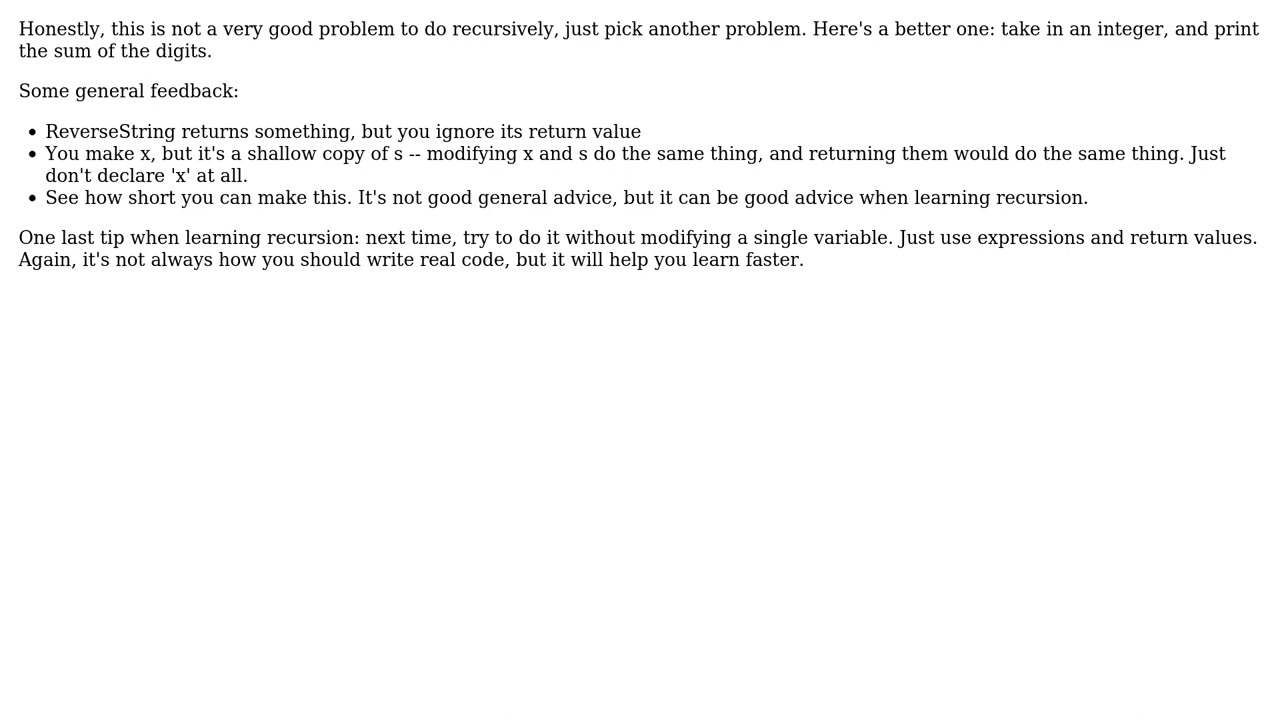 Honestly, this is not a very good problem to do recursively, just pick another problem. Here's a better one: take in an integer, and print
the sum of the digits.
Some general feedback:
• ReverseString returns something, but you ignore its return value
• You make x, but it's a shallow copy of s -- modifying x and s do the same thing, and returning them would do the same thing. Just
don't declare 'x' at all.
• See how short you can make this. It's not good general advice, but it can be good advice when learning recursion.
One last tip when learning recursion: next time, try to do it without modifying a single variable. Just use expressions and return values.
Again, it's not always how you should write real code, but it will help you learn faster.